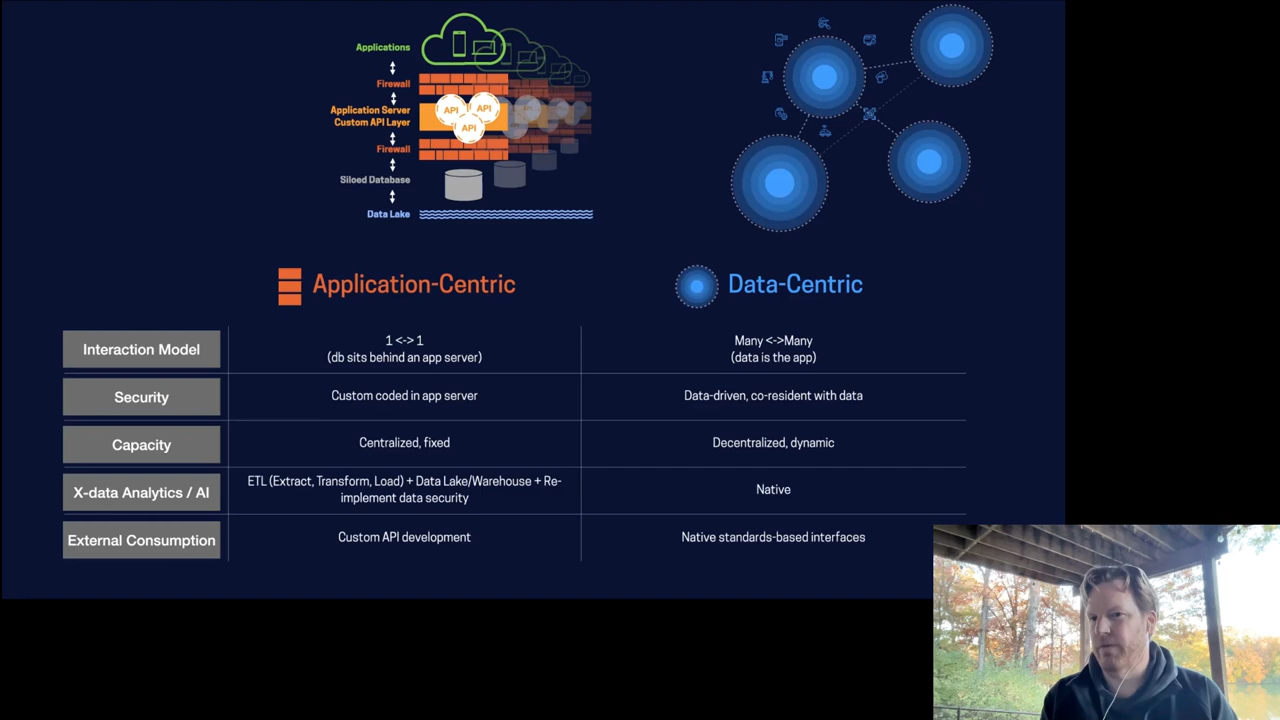 Applications
Firewall
Application Server
Custom API Layer
Firewall
Siloed Database
Data Lake
API
API
API
Application-Centric
Data-Centric
Interaction Model
1 <-> 1
(db sits behind an app server)
Many <->Many
(data is the app)
Security
Custom coded in app server
Data-driven, co-resident with data
Capacity
Centralized, fixed
Decentralized, dynamic
X-data Analytics / AI
ETL (Extract, Transform, Load) + Data Lake/Warehouse + Re-
implement data security
Native
External Consumption
Custom API development
Native standards-based interfaces